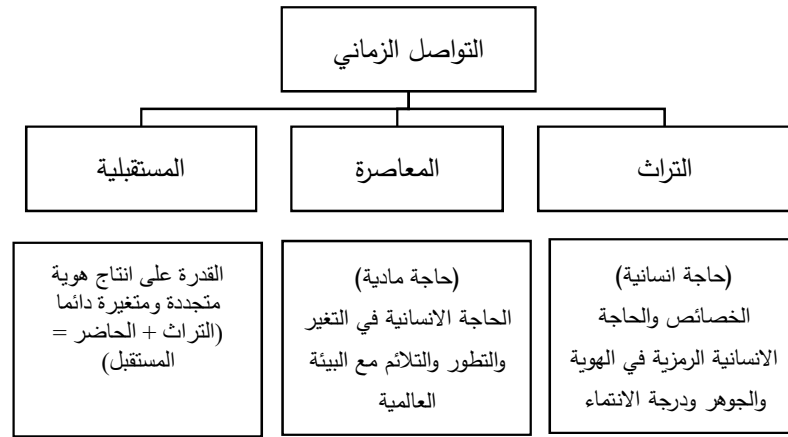 التواصل الزماني
التراث
المعاصرة
المستقبلية
(حاجة انسانية)
الخصائص والحاجة
الانسانية الرمزية في الهوية
والجوهر ودرجة الانتماء
(حاجة مادية)
الحاجة الانسانية في التغير
والتطور والتلائم مع البيئة
العالمية
القدرة على انتاج هوية
متجددة ومتغيرة دائما
(التراث + الحاضر =
المستقبل)